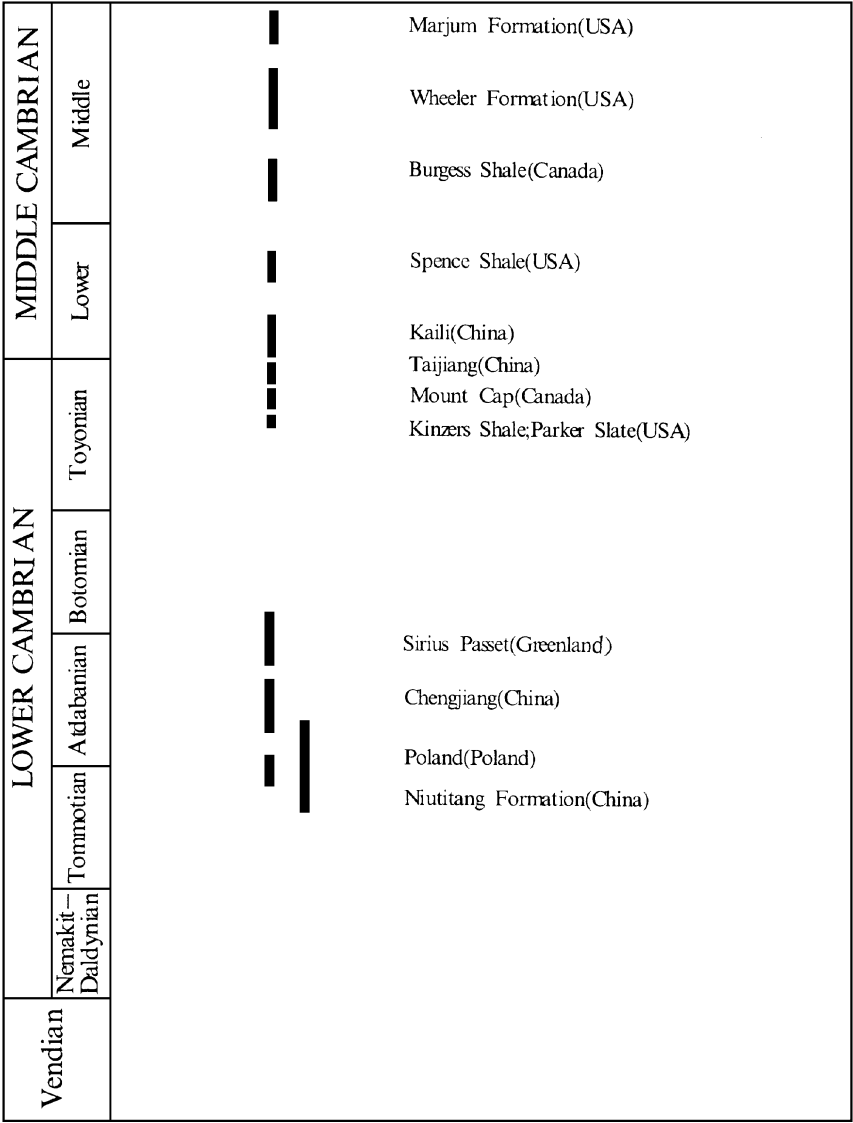 MIDDLE CAMBRIAN
Middle
Lower
LOWER CAMBRIAN
Toyonian
Botomian
Atdabanian
Tommotian
Nemakit—
Daldynian
Vendian
Marjum Formation(USA)
Wheeler Formation(USA)
Burgess Shale(Canada)
Spence Shale(USA)
Kaili(China)
Taijiang(China)
Mount Cap(Canada)
Kinzers Shale;Parker Slate(USA)
Sirius Passet(Greenland)
Chengjiang(China)
Poland(Poland)
Niutitang Formation(China)